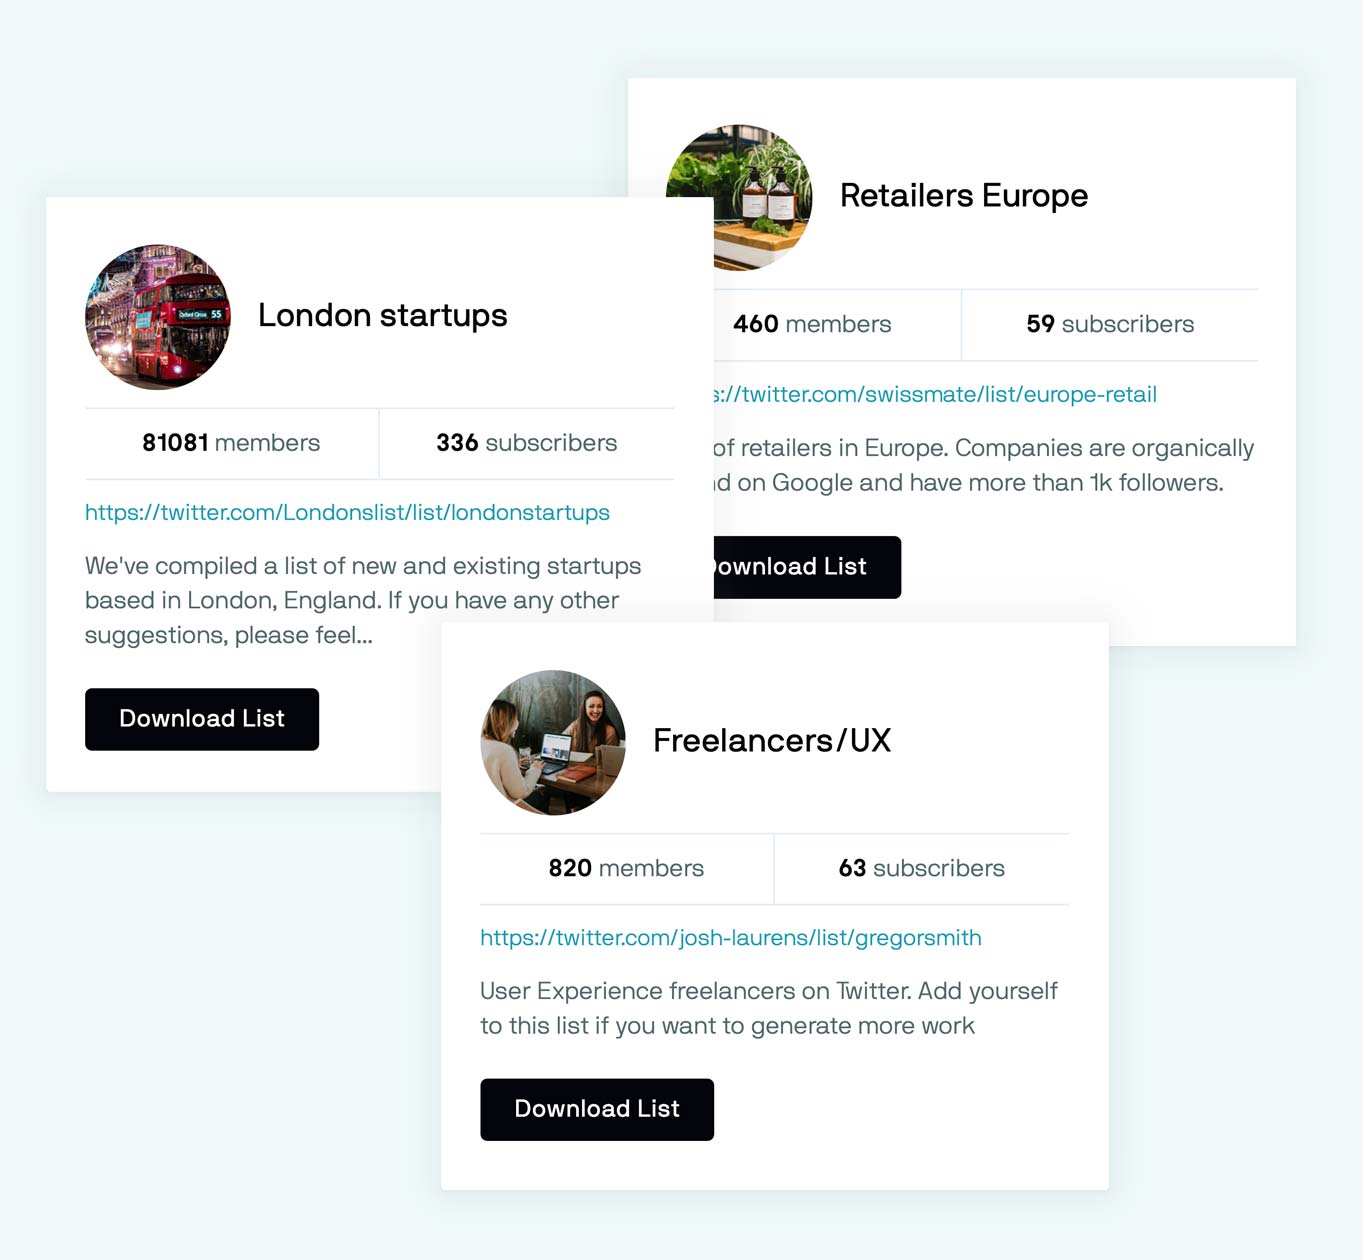 Retailers Europe
460 members
59 subscribers
s://twitter.com/swissmate/list/europe-retail
of retailers in Europe. Companies are organically
d on Google and have more than 1k followers.
Download List
London startups
Oxford Circus 55
81081 members
336 subscribers
https://twitter.com/Londonslist/list/londonstartups
We've compiled a list of new and existing startups
based in London, England. If you have any other
suggestions, please feel...
Download List
Freelancers/UX
820 members
63 subscribers
https://twitter.com/josh-laurens/list/gregorsmith
User Experience freelancers on Twitter. Add yourself
to this list if you want to generate more work
Download List